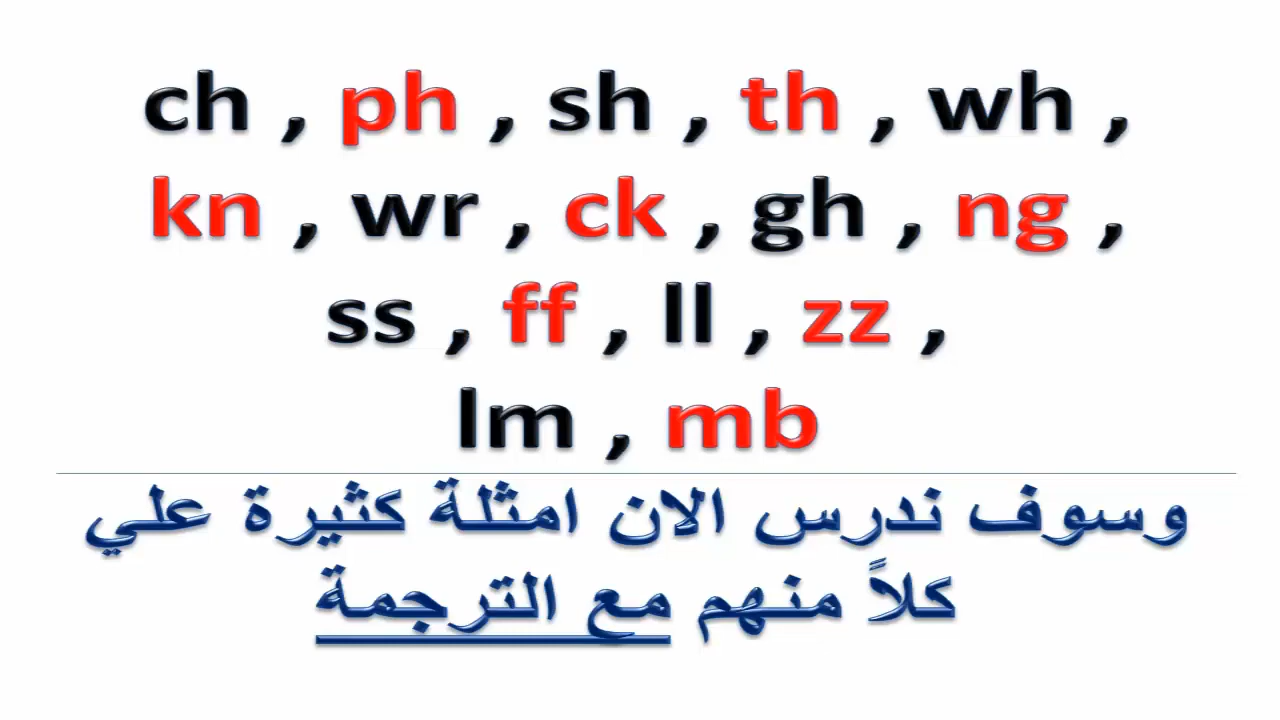 ch , ph , sh , th , wh ,
kn , wr , ck , gh , ng ,
ss , ff , ll , zz ,
lm , mb
وسوف ندرس الان امثلة كثيرة علي
كلاً منهم مع الترجمة